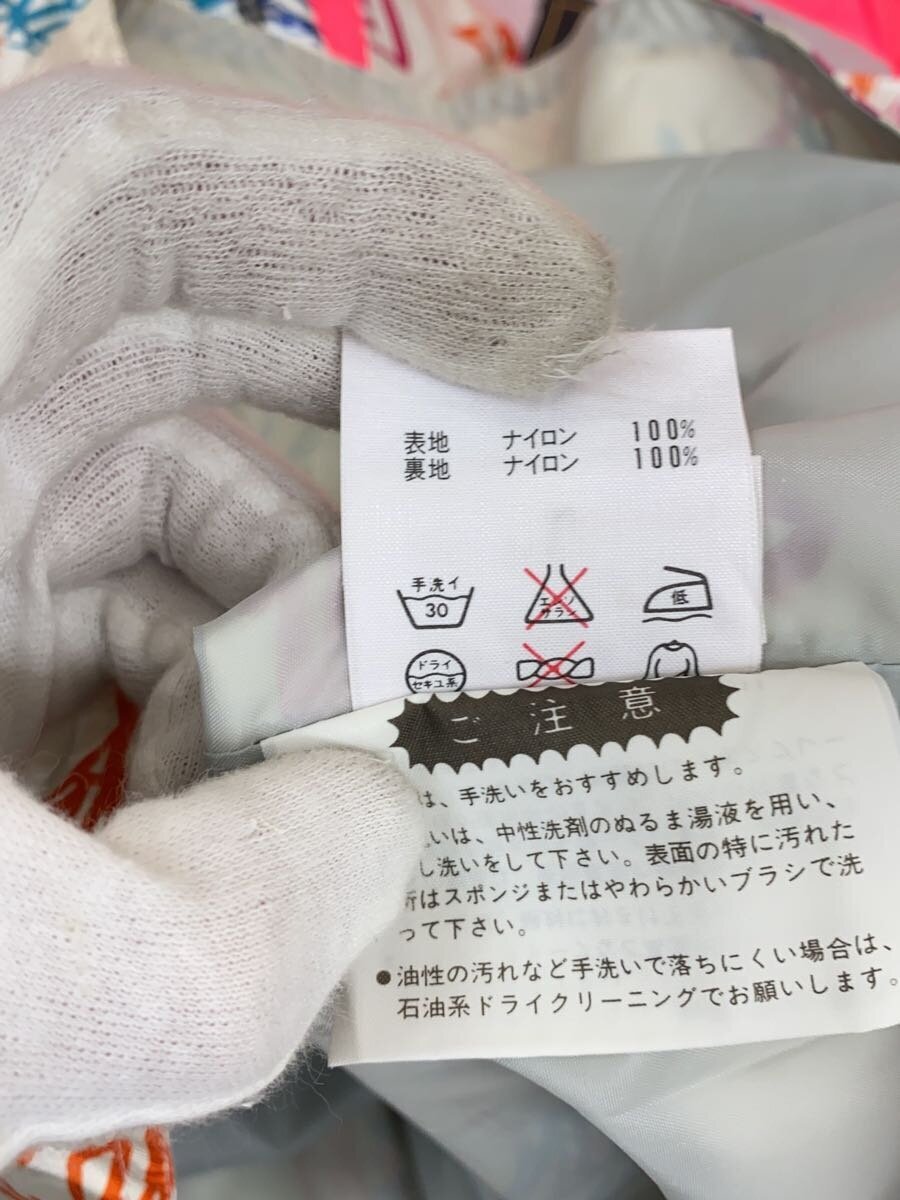 表地 ナイロン 100%
裏地 ナイロン 100%
手洗イ
30
エンソ
サラシ
低
ドライ
セキユ系
ご注意
は、手洗いをおすすめします。
いは、中性洗剤のぬるま湯液を用い、
し洗いをして下さい。表面の特に汚れた
所はスポンジまたはやわらかいブラシで洗
って下さい。
●油性の汚れなど手洗いで落ちにくい場合は、
石油系ドライクリーニングでお願いします。